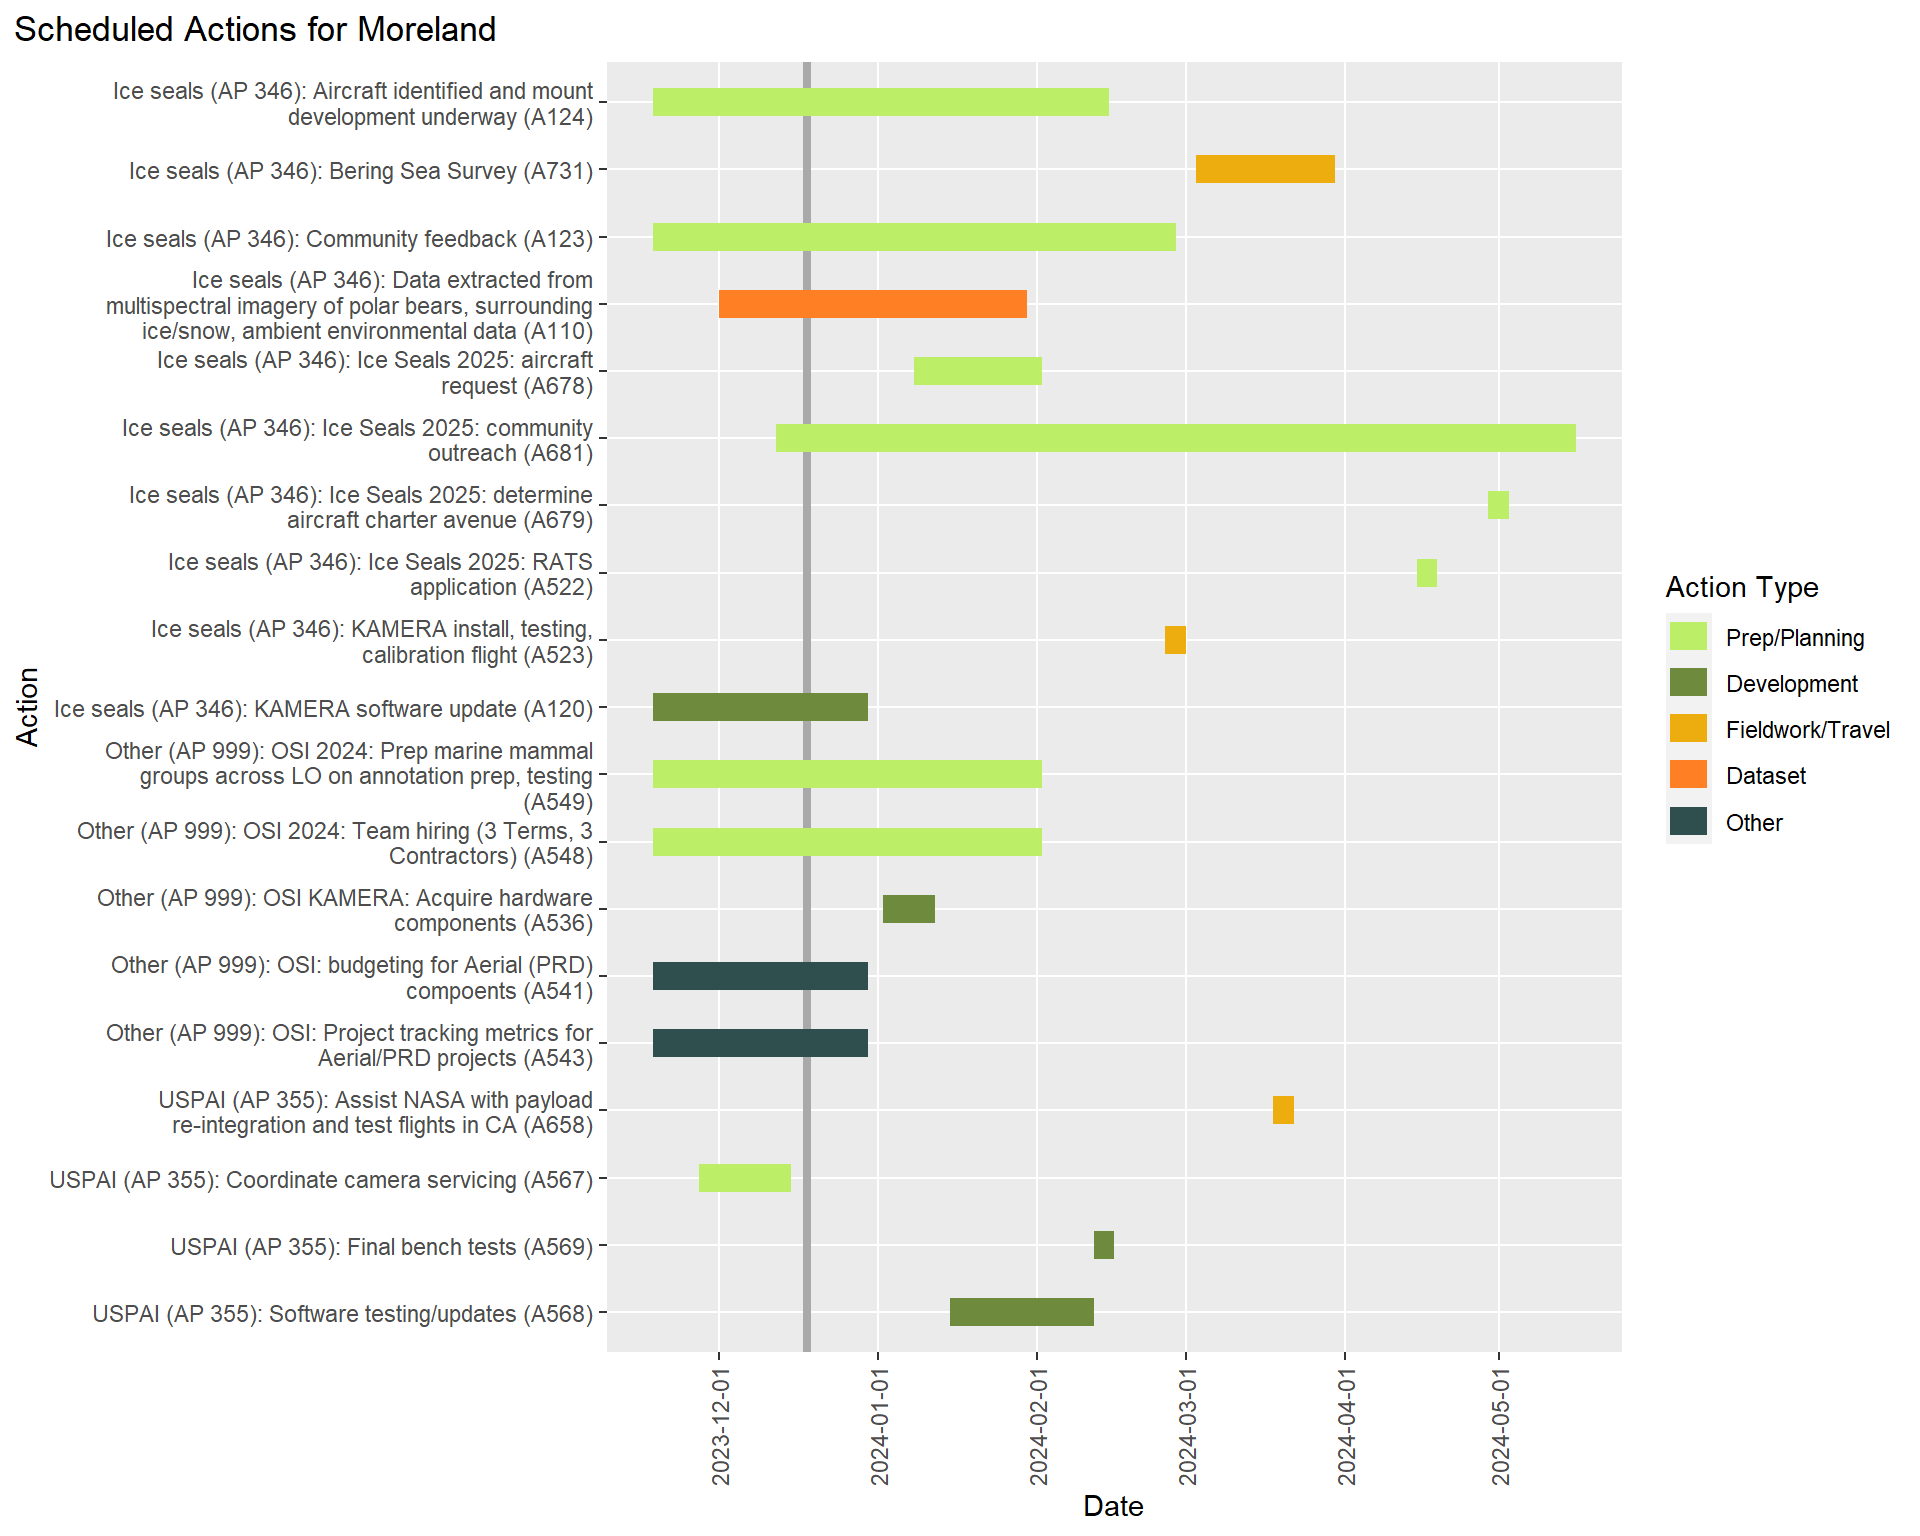 Scheduled Actions for Moreland
Ice seals (AP 346): Aircraft identified and mount
development underway (A124)
Ice seals (AP 346): Bering Sea Survey (A731)
Ice seals (AP 346): Community feedback (A123)
Ice seals (AP 346): Data extracted from
multispectral imagery of polar bears, surrounding
ice/snow, ambient environmental data (A110)
Ice seals (AP 346): Ice Seals 2025: aircraft
request (A678)
Ice seals (AP 346): Ice Seals 2025: community
outreach (A681)
Ice seals (AP 346): Ice Seals 2025: determine
aircraft charter avenue (A679)
Ice seals (AP 346): Ice Seals 2025: RATS
application (A522)
Ice seals (AP 346): KAMERA install, testing,
calibration flight (A523)
Ice seals (AP 346): KAMERA software update (A120)
Other (AP 999): OSI 2024: Prep marine mammal
groups across LO on annotation prep, testing
(A549)
Other (AP 999): OSI 2024: Team hiring (3 Terms, 3
Contractors) (A548)
Other (AP 999): OSI KAMERA: Acquire hardware
components (A536)
Other (AP 999): OSI: budgeting for Aerial (PRD)
compoents (A541)
Other (AP 999): OSI: Project tracking metrics for
Aerial/PRD projects (A543)
USPAI (AP 355): Assist NASA with payload
re-integration and test flights in CA (A658)
USPAI (AP 355): Coordinate camera servicing (A567)
USPAI (AP 355): Final bench tests (A569)
USPAI (AP 355): Software testing/updates (A568)
Action
2023-12-01
2024-01-01
2024-02-01
2024-03-01
2024-04-01
2024-05-01
Date
Action Type
Prep/Planning
Development
Fieldwork/Travel
Dataset
Other